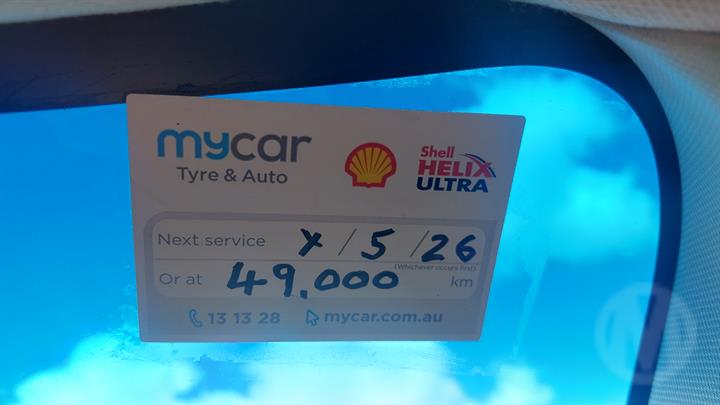 mycar
Tyre & Auto
Shell
HELIX
ULTRA
Next service X / 5 / 26
(Whichever occurs first)
Or at 49,000 km
13 13 28 mycar.com.au